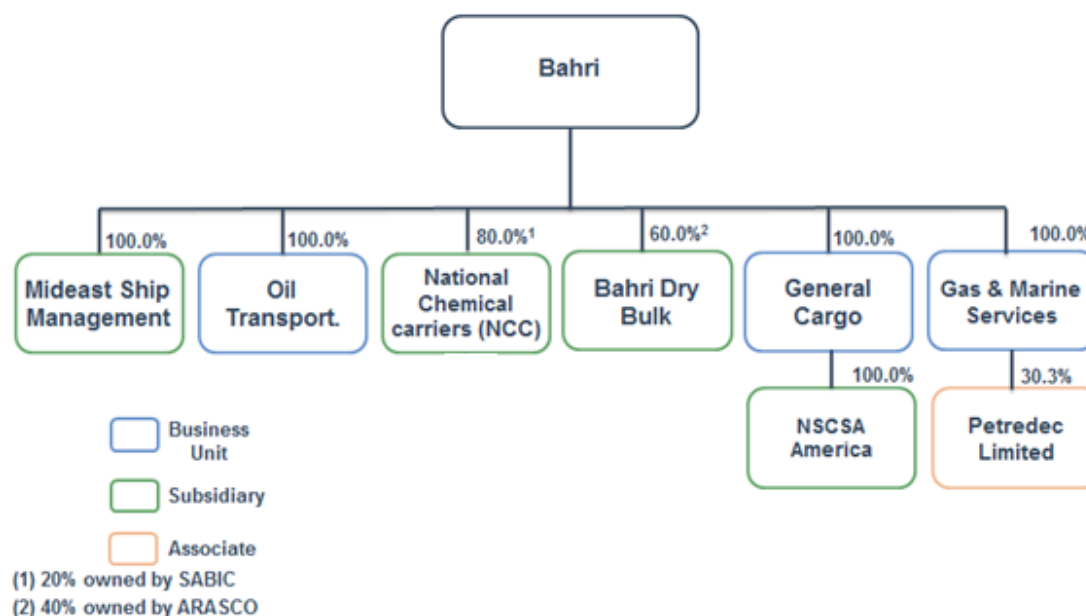 Bahri
100.0%
100.0%
80.0%¹
60.0%²
100.0%
100.0%
Mideast Ship
Management
Oil
Transport.
National
Chemical
carriers (NCC)
Bahri Dry
Bulk
General
Cargo
Gas & Marine
Services
100.0%
30.3%
NSCSA
America
Petredec
Limited
Business
Unit
Subsidiary
Associate
(1) 20% owned by SABIC
(2) 40% owned by ARASCO